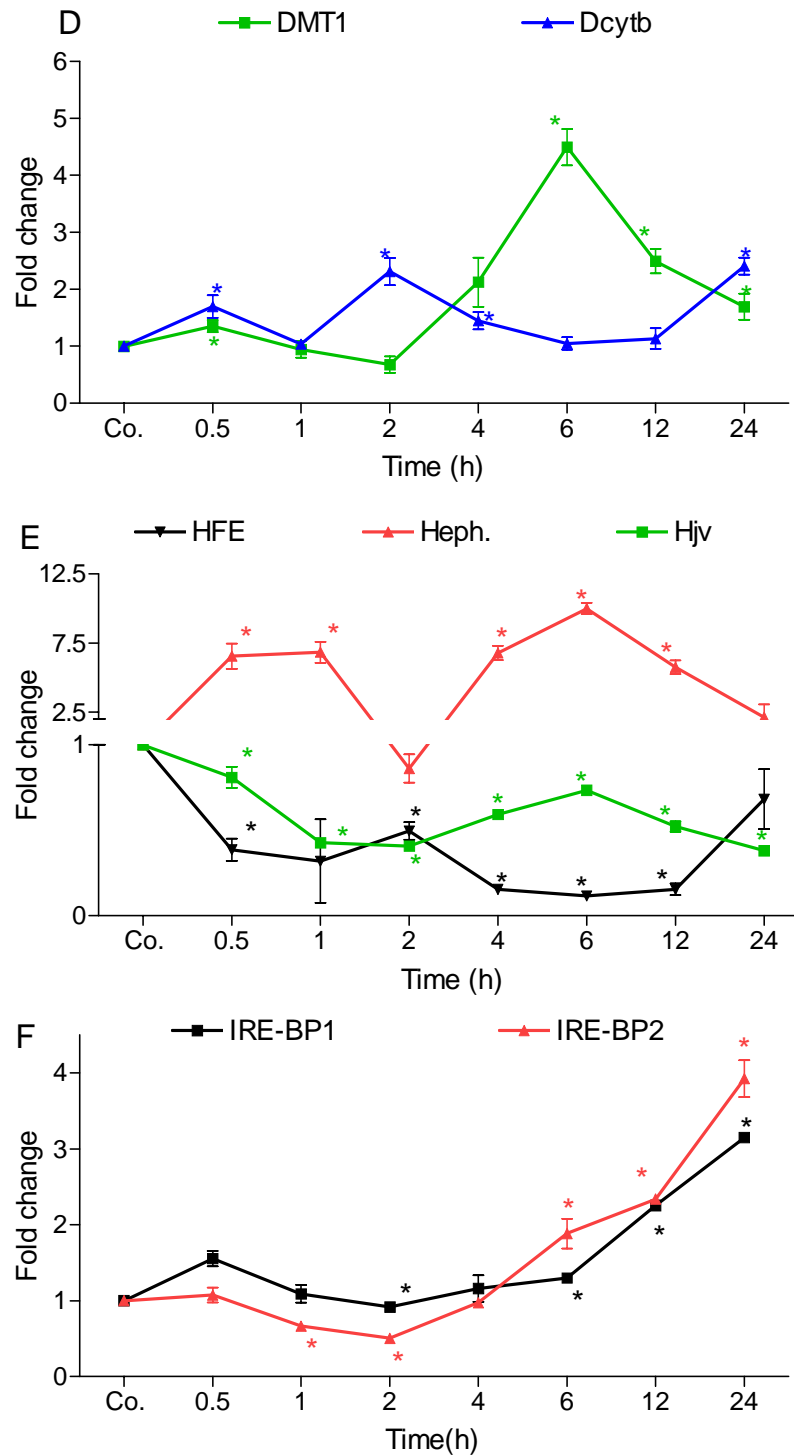 D
DMT1 Dcytb
6
5
4
3
2
1
0
Fold change
* * * * * * * *
Co. 0.5 1 2 4 6 12 24
Time (h)
E
HFE Heph. Hjv
12.5
7.5
2.5
1
0
Fold change
* * * * * * * * * * * * * * * * *
Co. 0.5 1 2 4 6 12 24
Time (h)
F
IRE-BP1 IRE-BP2
4
3
2
1
0
Fold change
* * * * * * * * *
Co. 0.5 1 2 4 6 12 24
Time(h)